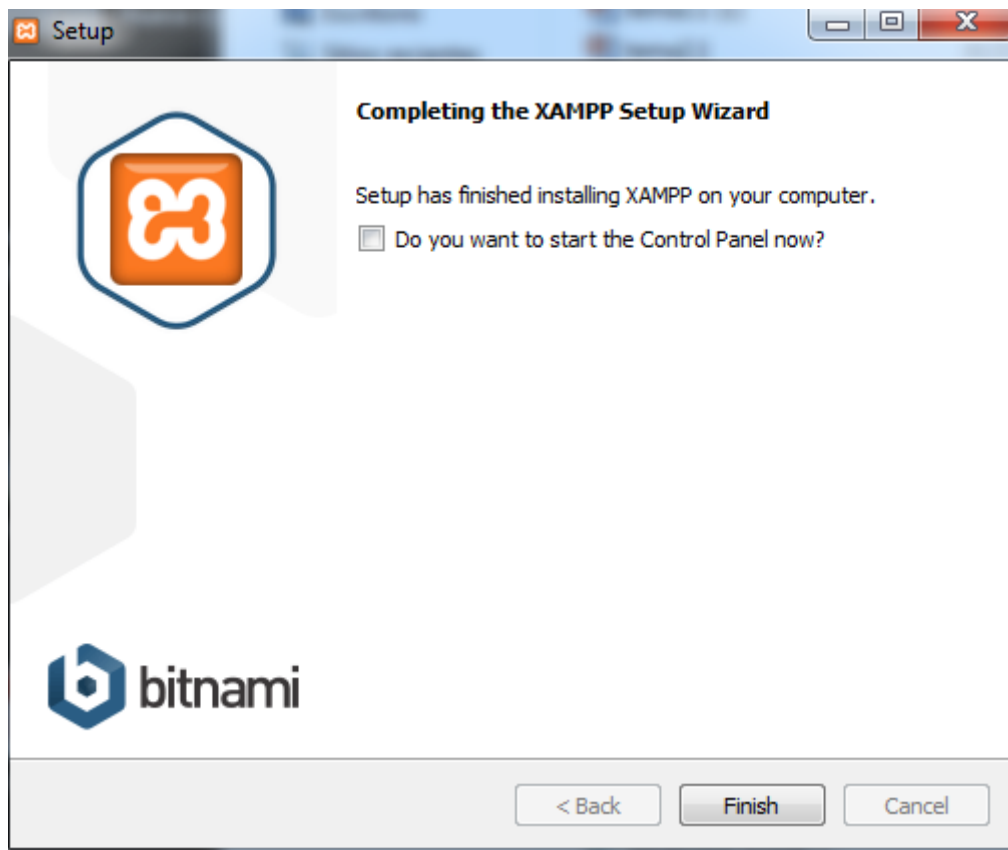 Setup
Completing the XAMPP Setup Wizard
Setup has finished installing XAMPP on your computer.
Do you want to start the Control Panel now?
bitnami
< Back
Finish
Cancel